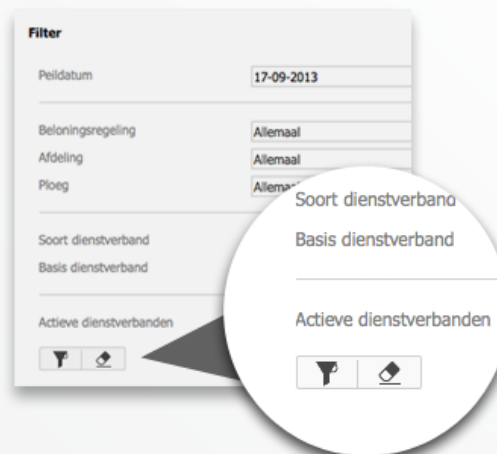 Filter
Peildatum 17-09-2013
Beloningsregeling Allemaal
Afdeling Allemaal
Ploeg
Soort dienstverband
Basis dienstverband
Actieve dienstverbanden
Soort dienstverband
Basis dienstverband
Actieve dienstverbanden